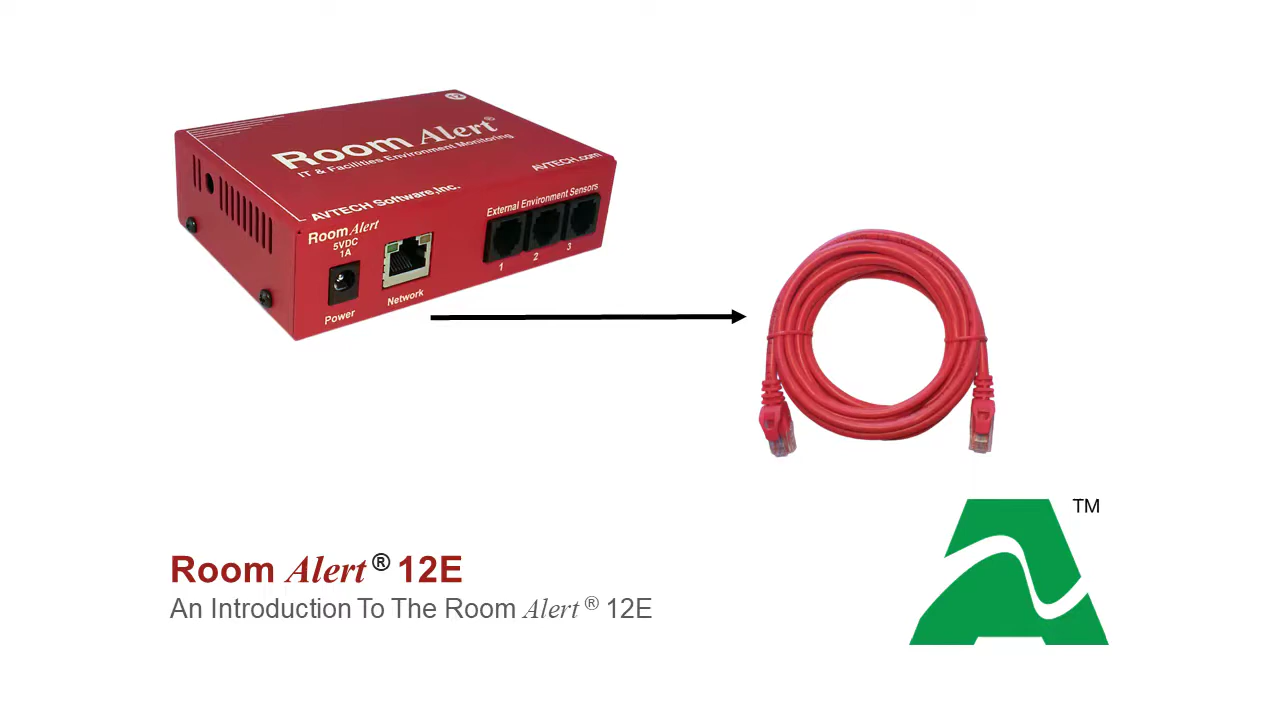 12
Room Alert®
IT & Facilities Environment Monitoring
AVTECH.com
AVTECH Software, Inc.
External Environment Sensors
1 2 3
Room Alert
5VDC
1A
Network
Power
TM
Room Alert® 12E
An Introduction To The Room Alert® 12E